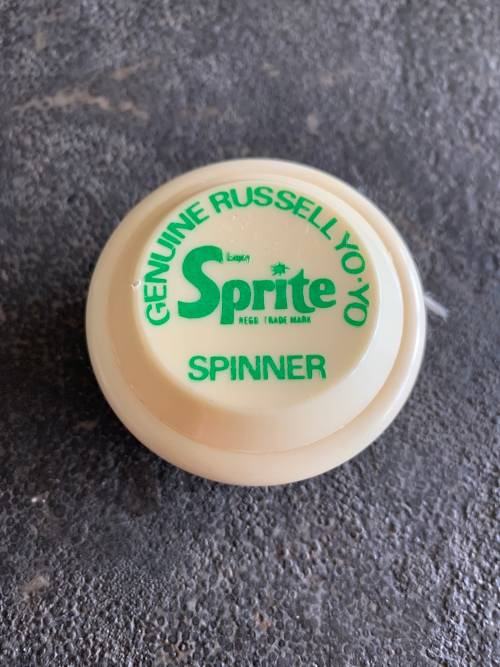 GENUINE RUSSELL YO-YO
Sprite
REGD TRADE MARK
SPINNER